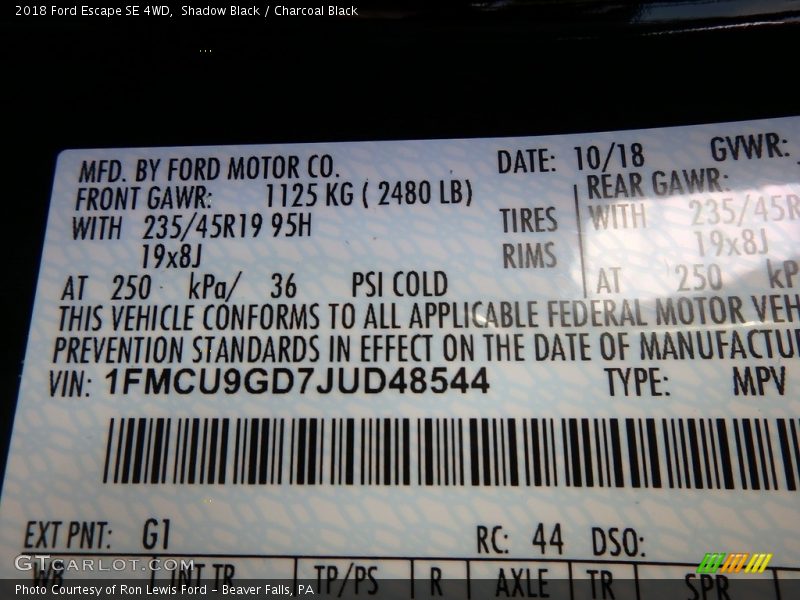 2018 Ford Escape SE 4WD,  Shadow Black / Charcoal Black
MFD. BY FORD MOTOR CO. DATE: 10/18 GVWR:
FRONT GAWR: 1125 KG ( 2480 LB) REAR GAWR:
WITH 235/45R19 95H TIRES WITH 235/45R
19x8J RIMS 19x8J
AT 250 kPa/ 36 PSI COLD AT 250 kP
THIS VEHICLE CONFORMS TO ALL APPLICABLE FEDERAL MOTOR VEH
PREVENTION STANDARDS IN EFFECT ON THE DATE OF MANUFACTU
VIN: 1FMCU9GD7JUD48544 TYPE: MPV
EXT PNT: G1 RC: 44 DSO:
WB INT TR TP/PS R AXLE TR SPR
GTcarlot.com
Photo Courtesy of Ron Lewis Ford – Beaver Falls, PA